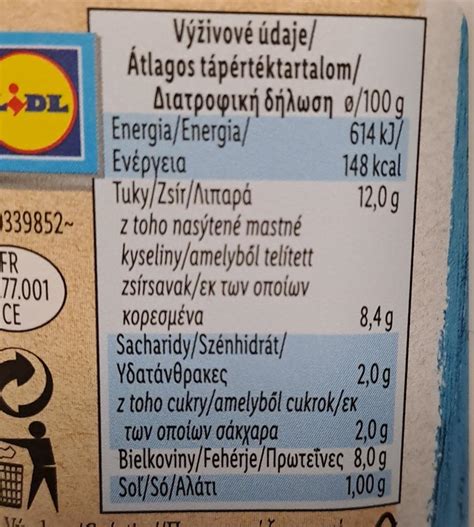 Výživové údaje/
Átlagos tápértéktartalom/
Διατροφική δήλωση ø/100 g
LIDL
Energia/Energia/ 614 kJ/
Ενέργεια 148 kcal
Tuky/Zsír/Λιπαρά 12,0 g
z toho nasýtené mastné
kyseliny/amelyből telített
zsírsavak/εκ των οποίων
κορεσμένα 8,4 g
Sacharidy/Szénhidrát/
Υδατάνθρακες 2,0 g
z toho cukry/amelyből cukrok/εκ
των οποίων σάκχαρα 2,0 g
Bielkoviny/Fehérje/Πρωτεΐνες 8,0 g
Soľ/Só/Αλάτι 1,00 g
339852~
FR
77.001
CE